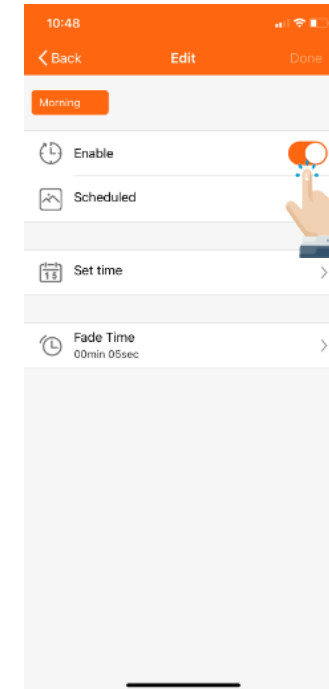 10:48
Back
Edit
Done
Morning
Enable
Scheduled
15
Set time
Fade Time
00min 05sec